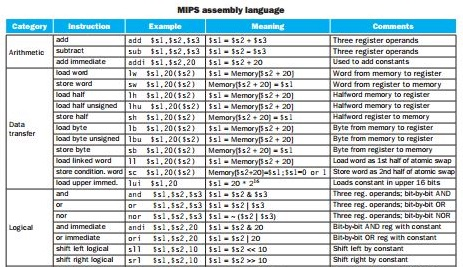 MIPS assembly language
Category Instruction Example Meaning Comments
Arithmetic
add add $s1,$s2,$s3 $s1 = $s2 + $s3 Three register operands
subtract sub $s1,$s2,$s3 $s1 = $s2 – $s3 Three register operands
add immediate addi $s1,$s2,20 $s1 = $s2 + 20 Used to add constants
Data transfer
load word lw $s1,20($s2) $s1 = Memory[$s2 + 20] Word from memory to register
store word sw $s1,20($s2) Memory[$s2 + 20] = $s1 Word from register to memory
load half lh $s1,20($s2) $s1 = Memory[$s2 + 20] Halfword memory to register
load half unsigned lhu $s1,20($s2) $s1 = Memory[$s2 + 20] Halfword memory to register
store half sh $s1,20($s2) Memory[$s2 + 20] = $s1 Halfword register to memory
load byte lb $s1,20($s2) $s1 = Memory[$s2 + 20] Byte from memory to register
load byte unsigned lbu $s1,20($s2) $s1 = Memory[$s2 + 20] Byte from memory to register
store byte sb $s1,20($s2) Memory[$s2 + 20] = $s1 Byte from register to memory
load linked word ll $s1,20($s2) $s1 = Memory[$s2 + 20] Load word as 1st half of atomic swap
store condition. word sc $s1,20($s2) Memory[$s2+20]=$s1;$s1=0 or 1 Store word as 2nd half of atomic swap
load upper immed. lui $s1,20 $s1 = 20 * 2¹⁶ Loads constant in upper 16 bits
Logical
and and $s1,$s2,$s3 $s1 = $s2 & $s3 Three reg. operands; bit-by-bit AND
or or $s1,$s2,$s3 $s1 = $s2 | $s3 Three reg. operands; bit-by-bit OR
nor nor $s1,$s2,$s3 $s1 = ~ ($s2 | $s3) Three reg. operands; bit-by-bit NOR
and immediate andi $s1,$s2,20 $s1 = $s2 & 20 Bit-by-bit AND reg with constant
or immediate ori $s1,$s2,20 $s1 = $s2 | 20 Bit-by-bit OR reg with constant
shift left logical sll $s1,$s2,10 $s1 = $s2 << 10 Shift left by constant
shift right logical srl $s1,$s2,10 $s1 = $s2 >> 10 Shift right by constant